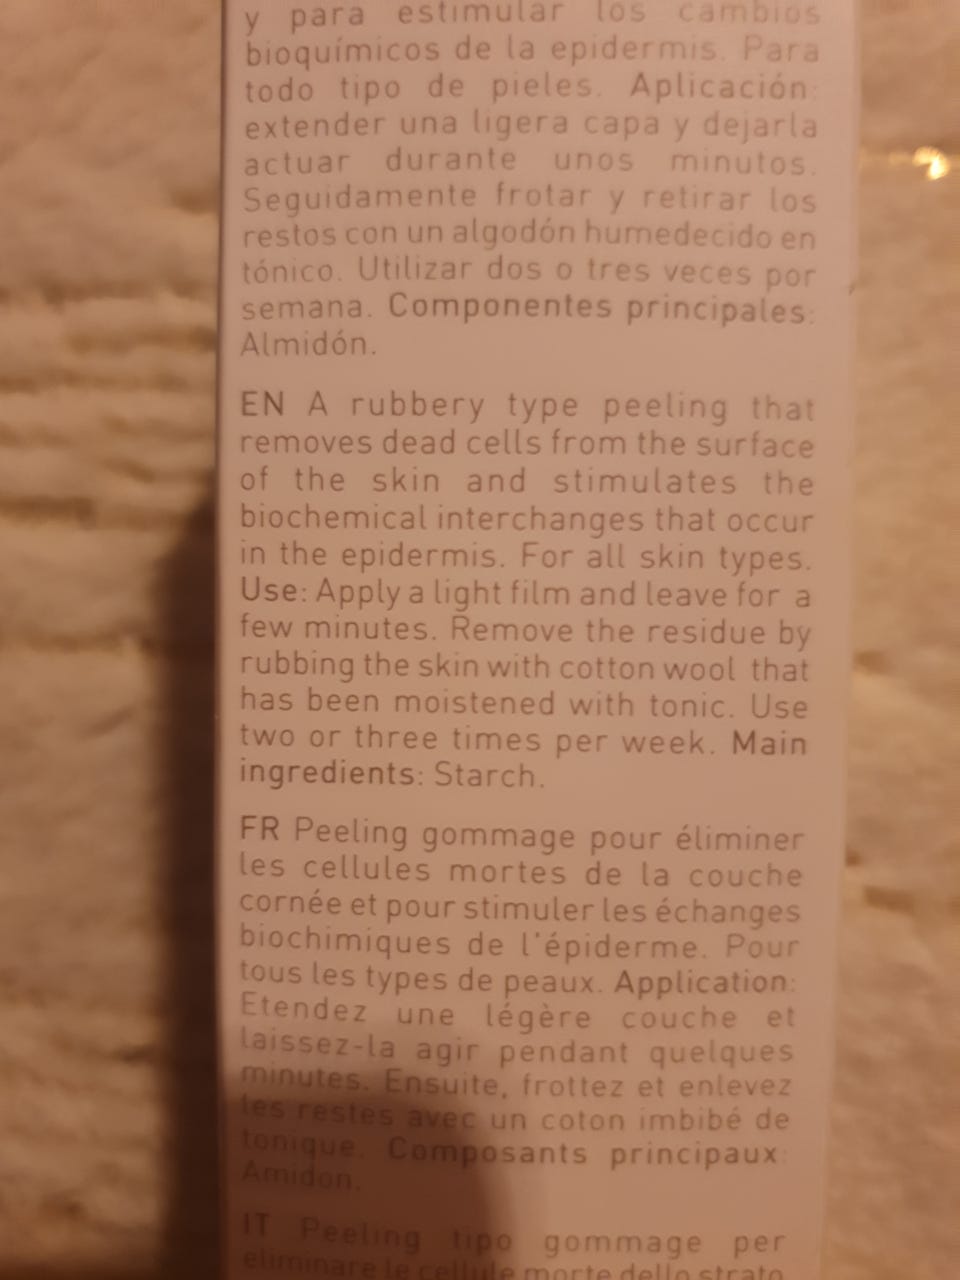 y para estimular los cambios
bioquímicos de la epidermis. Para
todo tipo de pieles. Aplicación:
extender una ligera capa y dejarla
actuar durante unos minutos.
Seguidamente frotar y retirar los
restos con un algodón humedecido en
tónico. Utilizar dos o tres veces por
semana. Componentes principales:
Almidón.
EN A rubbery type peeling that
removes dead cells from the surface
of the skin and stimulates the
biochemical interchanges that occur
in the epidermis. For all skin types.
Use: Apply a light film and leave for a
few minutes. Remove the residue by
rubbing the skin with cotton wool that
has been moistened with tonic. Use
two or three times per week. Main
ingredients: Starch.
FR Peeling gommage pour éliminer
les cellules mortes de la couche
cornée et pour stimuler les échanges
biochimiques de l'épiderme. Pour
tous les types de peaux. Application:
Etendez une légère couche et
laissez-la agir pendant quelques
minutes. Ensuite, frottez et enlevez
les restes avec un coton imbibé de
tonique. Composants principaux:
Amidon.
IT Peeling tipo gommage per
eliminare le cellule morte dello strato